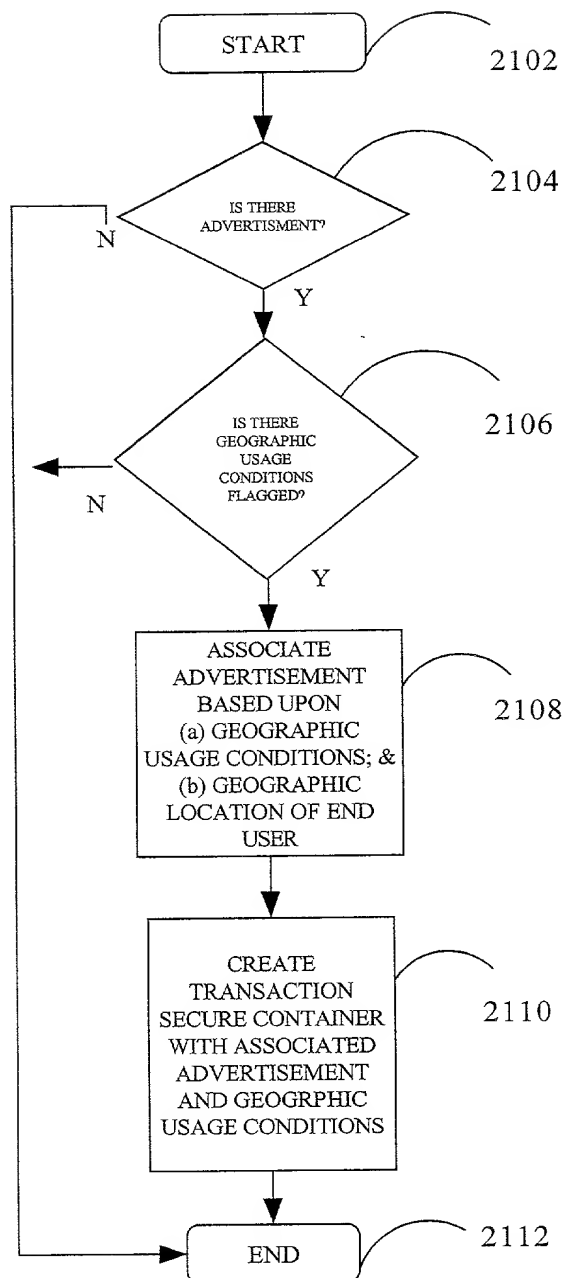 START
2102
2104
IS THERE
ADVERTISMENT?
N
Y
2106
IS THERE
GEOGRAPHIC
USAGE
CONDITIONS
FLAGGED?
N
Y
ASSOCIATE
ADVERTISEMENT
BASED UPON
(a) GEOGRAPHIC
USAGE CONDITIONS; &
(b) GEOGRAPHIC
LOCATION OF END
USER
2108
CREATE
TRANSACTION
SECURE CONTAINER
WITH ASSOCIATED
ADVERTISEMENT
AND GEOGRPHIC
USAGE CONDITIONS
2110
END
2112